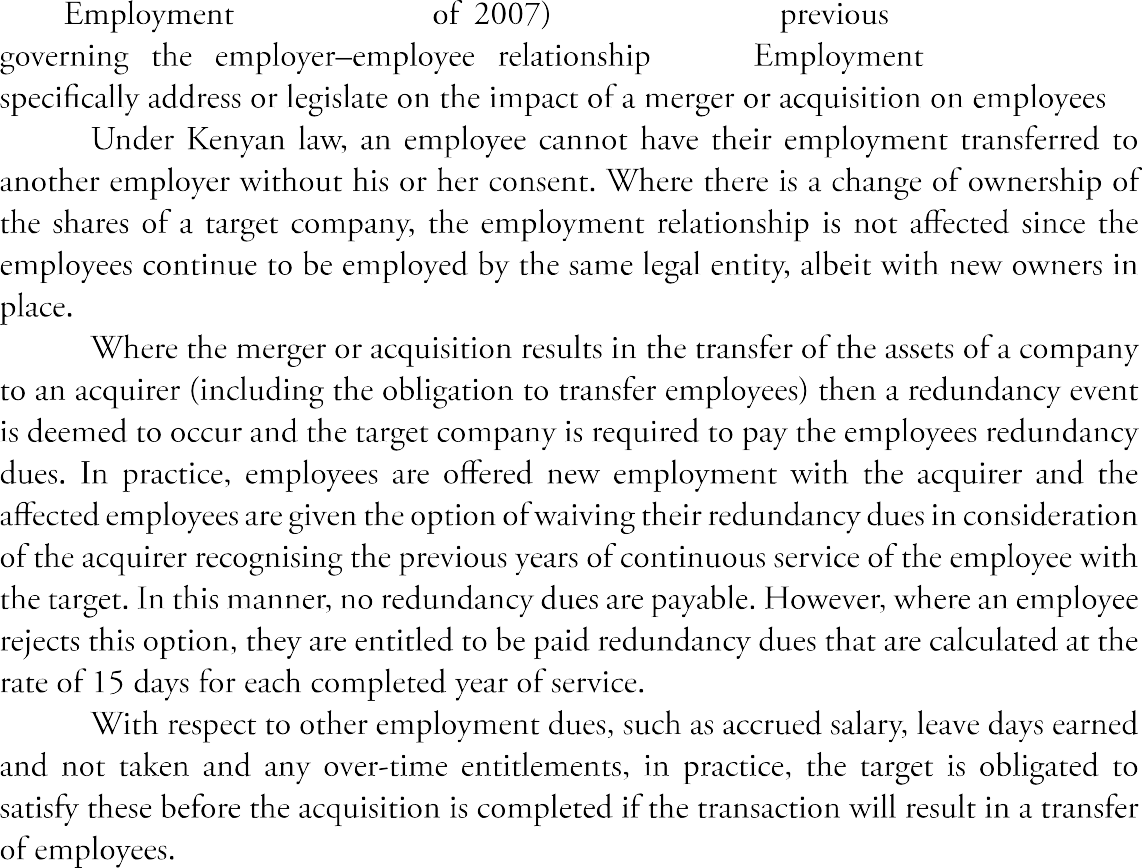 Employment of 2007) previous
governing the employer–employee relationship Employment
specifically address or legislate on the impact of a merger or acquisition on employees
Under Kenyan law, an employee cannot have their employment transferred to
another employer without his or her consent. Where there is a change of ownership of
the shares of a target company, the employment relationship is not affected since the
employees continue to be employed by the same legal entity, albeit with new owners in
place.
Where the merger or acquisition results in the transfer of the assets of a company
to an acquirer (including the obligation to transfer employees) then a redundancy event
is deemed to occur and the target company is required to pay the employees redundancy
dues. In practice, employees are offered new employment with the acquirer and the
affected employees are given the option of waiving their redundancy dues in consideration
of the acquirer recognising the previous years of continuous service of the employee with
the target. In this manner, no redundancy dues are payable. However, where an employee
rejects this option, they are entitled to be paid redundancy dues that are calculated at the
rate of 15 days for each completed year of service.
With respect to other employment dues, such as accrued salary, leave days earned
and not taken and any over-time entitlements, in practice, the target is obligated to
satisfy these before the acquisition is completed if the transaction will result in a transfer
of employees.